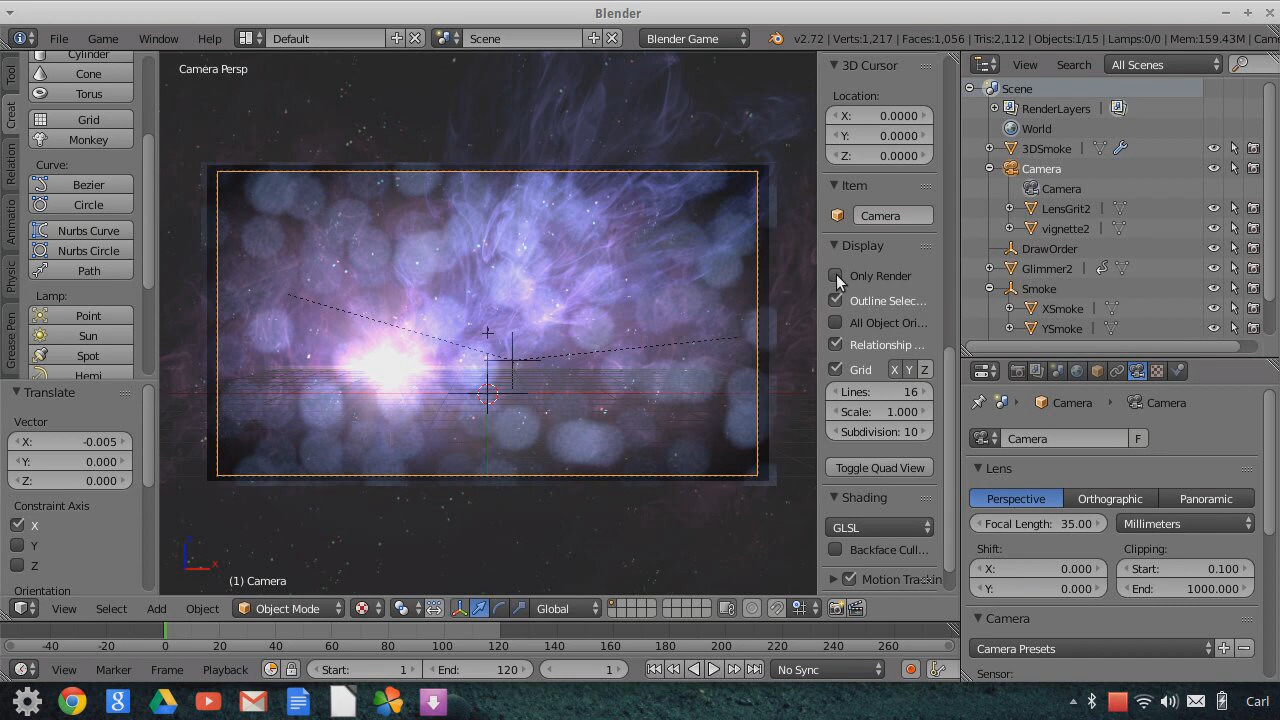 Blender
File Game Window Help Default Scene Blender Game v2.72 | Verts:1,217 | Faces:1,056 | Tris:2,112 | Objects:1/15 | Lamps:0/0 | Mem:159.43M | Came
Tool
Creat
Relation
Animatio
Physic
Grease Pen
Cylinder
Cone
Torus
Grid
Monkey
Curve:
Bezier
Circle
Nurbs Curve
Nurbs Circle
Path
Lamp:
Point
Sun
Spot
Hemi
Translate
Vector
X: -0.005
Y: 0.000
Z: 0.000
Constraint Axis
X
Y
Z
Orientation
Camera Persp
x
(1) Camera
3D Cursor
Location:
X: 0.0000
Y: 0.0000
Z: 0.0000
Item
Camera
Display
Only Render
Outline Selec...
All Object Ori...
Relationship ...
Grid X Y Z
Lines: 16
Scale: 1.000
Subdivision: 10
Toggle Quad View
Shading
GLSL
Backface Cull...
Motion Trackin
View Search All Scenes
Scene
RenderLayers |
World
3DSmoke |
Camera
Camera
LensGrit2 |
vignette2 |
DrawOrder
Glimmer2 |
Smoke
XSmoke |
YSmoke |
Camera Camera
Camera F
Lens
Perspective Orthographic Panoramic
Focal Length: 35.00 Millimeters
Shift: Clipping:
X: 0.000 Start: 0.100
Y: 0.000 End: 1000.000
Camera
Camera Presets
Sensor:
View Select Add Object Object Mode Global
-40 -20 0 20 40 60 80 100 120 140 160 180 200 220 240 260
View Marker Frame Playback Start: 1 End: 120 1 No Sync
Carl